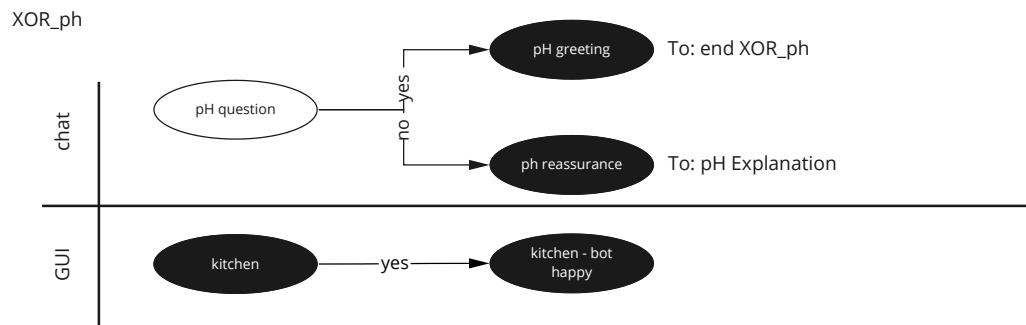 XOR_ph
chat
pH question
yes
no
pH greeting
To: end XOR_ph
ph reassurance
To: pH Explanation
GUI
kitchen
yes
kitchen - bot
happy